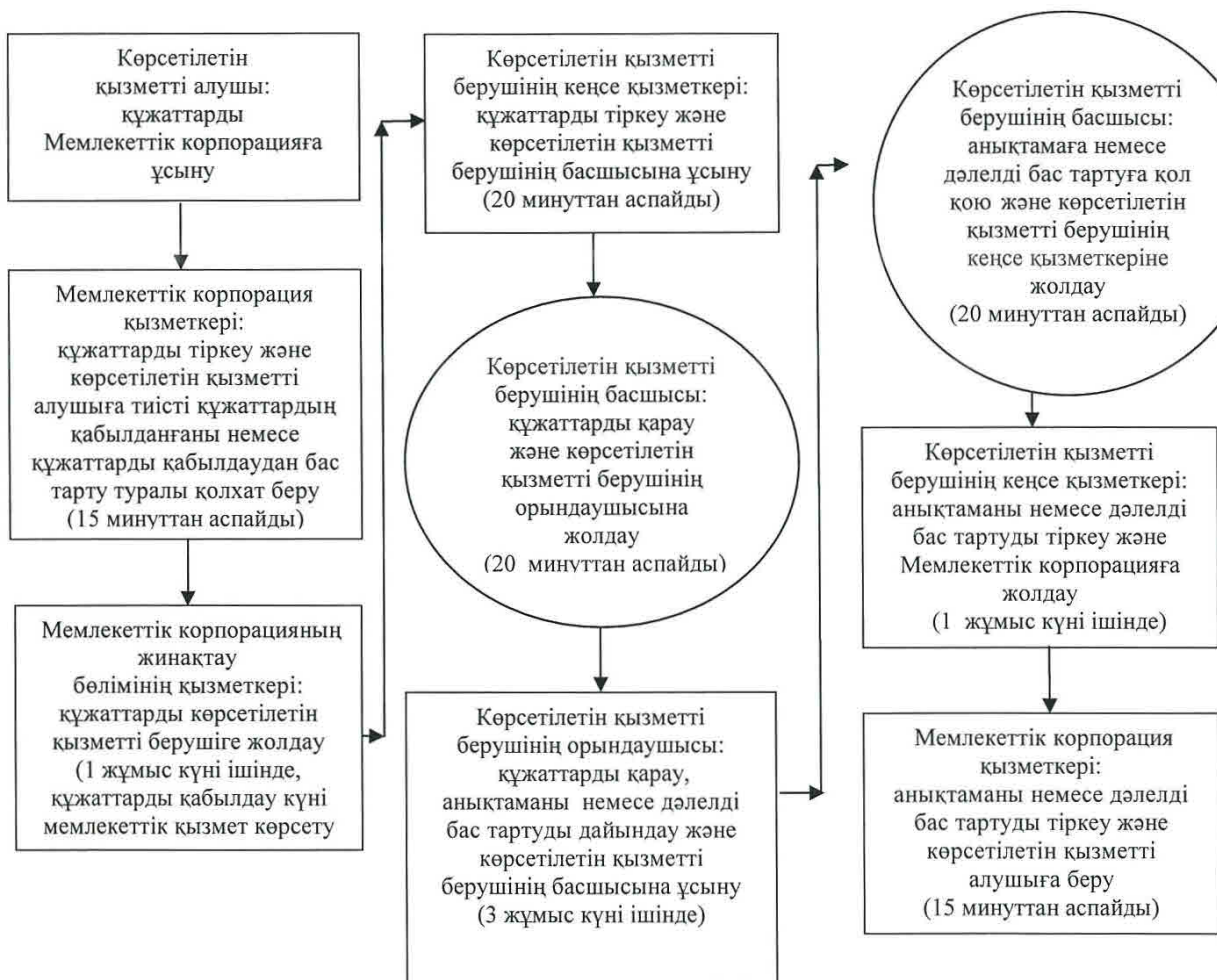 Көрсетілетін
қызметті алушы:
құжаттарды
Мемлекеттік корпорацияға
ұсыну
Мемлекеттік корпорация
қызметкері:
құжаттарды тіркеу және
көрсетілетін қызметті
алушыға тиісті құжаттардың
қабылданғаны немесе
құжаттарды қабылдаудан бас
тарту туралы қолхат беру
(15 минуттан аспайды)
Мемлекеттік корпорацияның
жинақтау
бөлімінің қызметкері:
құжаттарды көрсетілетін
қызметті берушіге жолдау
(1 жұмыс күні ішінде,
құжаттарды қабылдау күні
мемлекеттік қызмет көрсету
Көрсетілетін қызметті
берушінің кеңсе қызметкері:
құжаттарды тіркеу және
көрсетілетін қызметті
берушінің басшысына ұсыну
(20 минуттан аспайды)
Көрсетілетін қызметті
берушінің басшысы:
құжаттарды қарау
және көрсетілетін
қызметті берушінің
орындаушысына
жолдау
(20 минуттан аспайды)
Көрсетілетін қызметті
берушінің орындаушысы:
құжаттарды қарау,
анықтаманы немесе дәлелді
бас тартуды дайындау және
көрсетілетін қызметті
берушінің басшысына ұсыну
(3 жұмыс күні ішінде)
Көрсетілетін қызметті
берушінің басшысы:
анықтамаға немесе
дәлелді бас тартуға қол
қою және көрсетілетін
қызметті берушінің
кеңсе қызметкеріне
жолдау
(20 минуттан аспайды)
Көрсетілетін қызметті
берушінің кеңсе қызметкері:
анықтаманы немесе дәлелді
бас тартуды тіркеу және
Мемлекеттік корпорацияға
жолдау
(1 жұмыс күні ішінде)
Мемлекеттік корпорация
қызметкері:
анықтаманы немесе дәлелді
бас тартуды тіркеу және
көрсетілетін қызметті
алушыға беру
(15 минуттан аспайды)